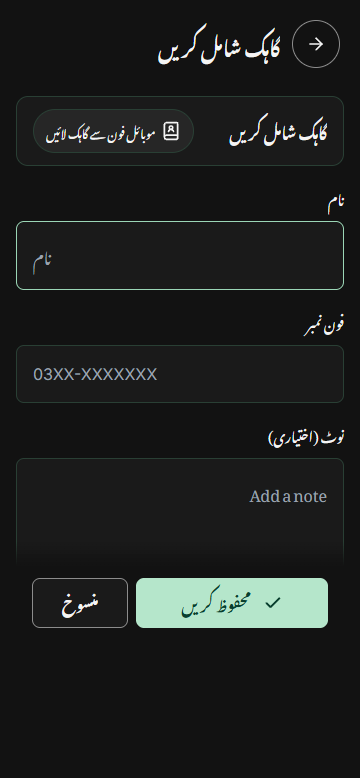 گاہک شامل کریں
گاہک شامل کریں
موبائل فون سے گاہک لائیں
نام
نام
فون نمبر
03XX-XXXXXXX
نوٹ (اختیاری)
Add a note
محفوظ کریں
منسوخ